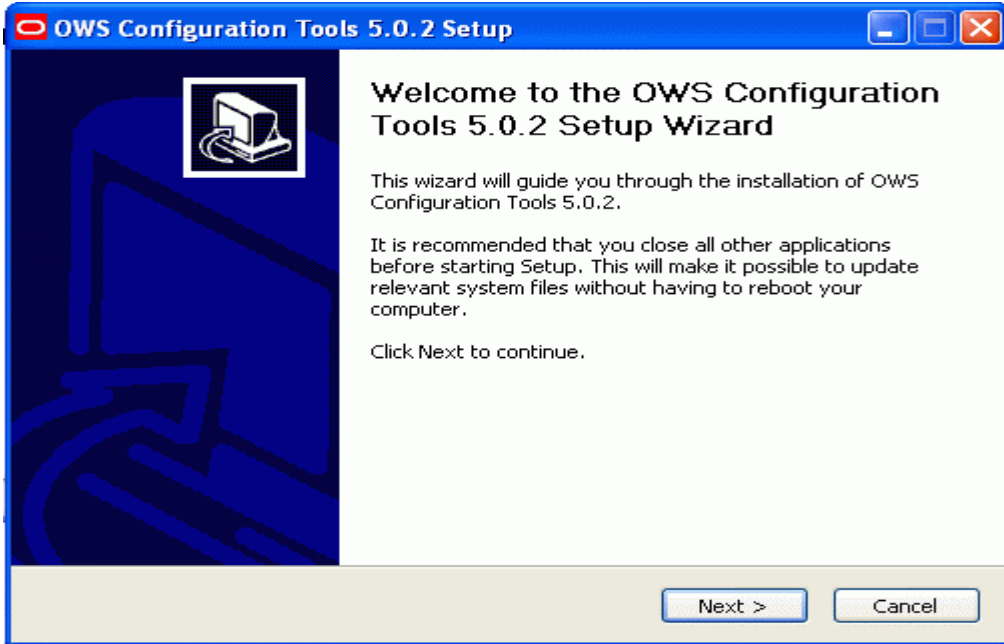 OWS Configuration Tools 5.0.2 Setup
Welcome to the OWS Configuration
Tools 5.0.2 Setup Wizard
This wizard will guide you through the installation of OWS
Configuration Tools 5.0.2.
It is recommended that you close all other applications
before starting Setup. This will make it possible to update
relevant system files without having to reboot your
computer.
Click Next to continue.
Next >
Cancel